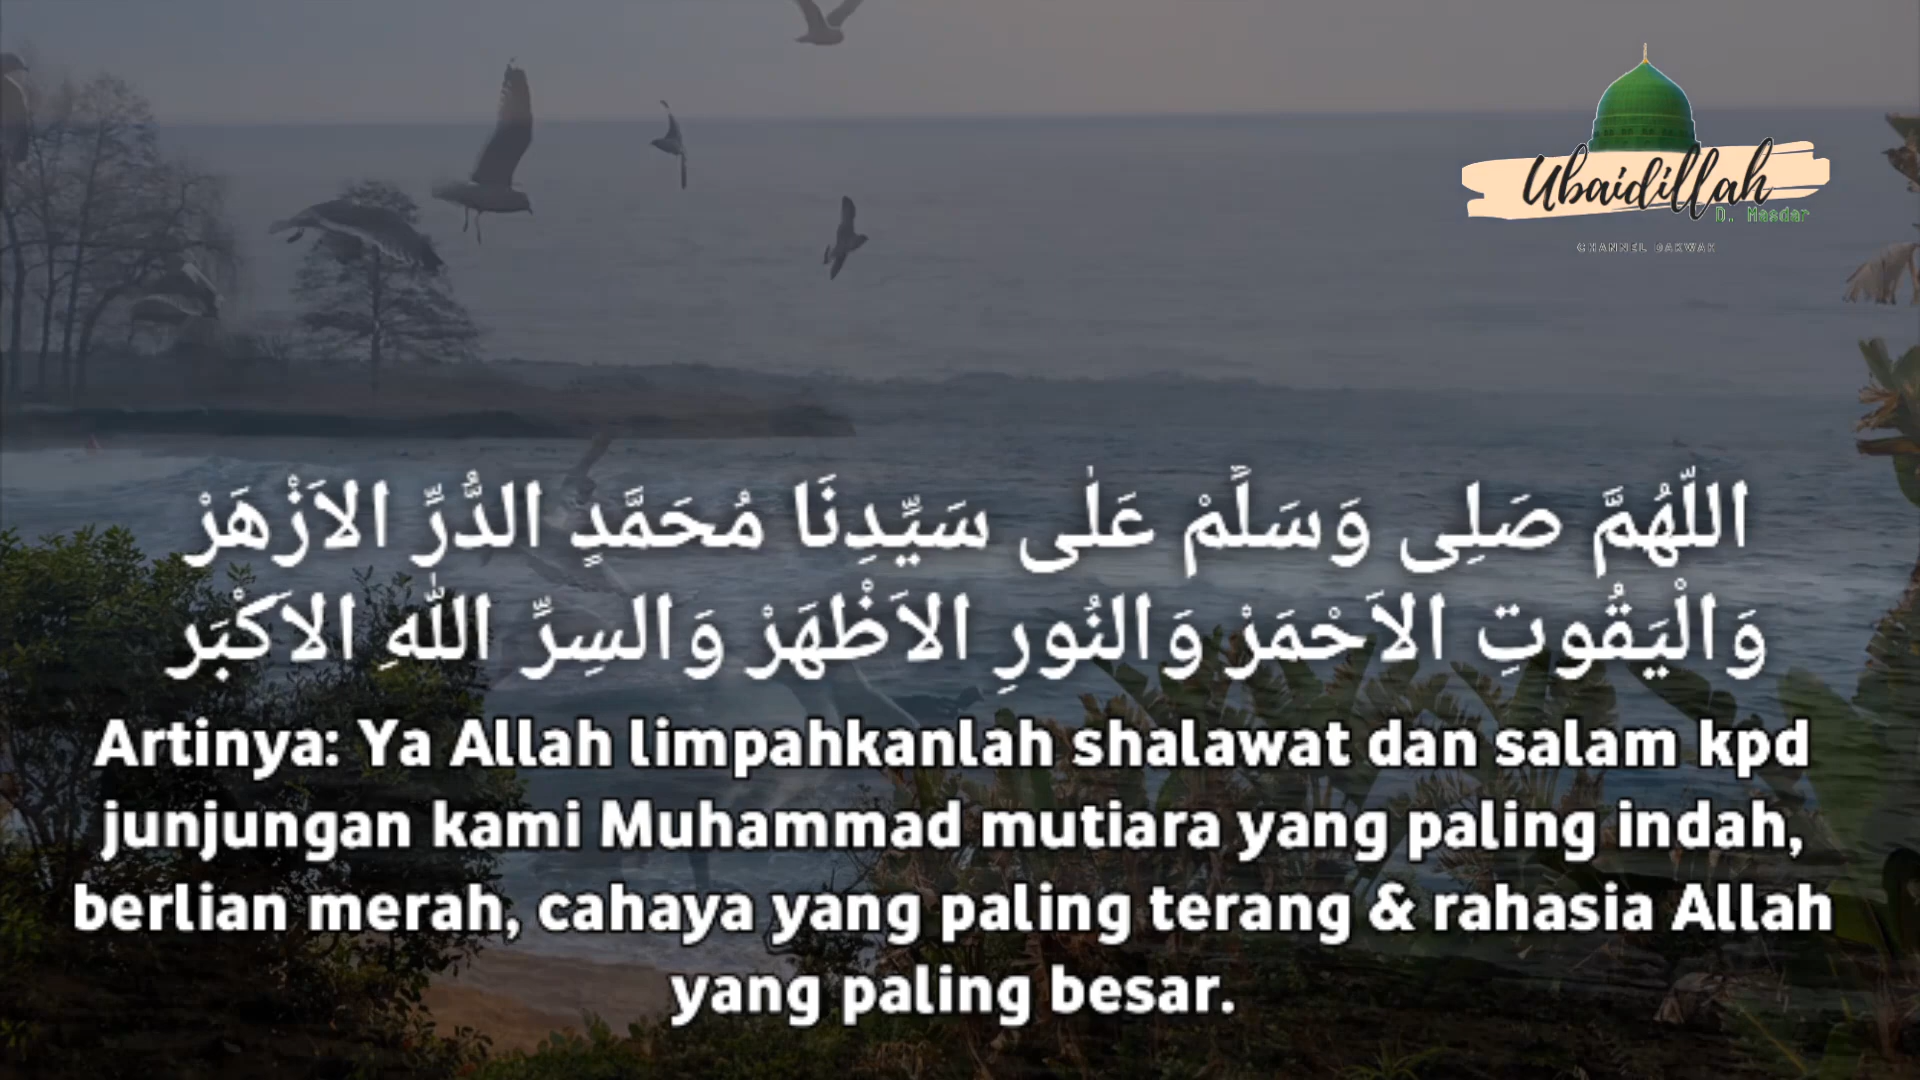 Ubaidillah
D. Masdar
CHANNEL DAKWAH
اللّهُمَّ صَلِى وَسَلِّمْ عَلٰى سَيِّدِنَا مُحَمَّدٍ الدُّرِّ الاَزْهَرْ
وَالْيَقُوتِ الاَحْمَرْ وَالنُورِ الاَظْهَرْ وَالسِرِّ اللّٰهِ الاَكْبَر
Artinya: Ya Allah limpahkanlah shalawat dan salam kpd
junjungan kami Muhammad mutiara yang paling indah,
berlian merah, cahaya yang paling terang & rahasia Allah
yang paling besar.